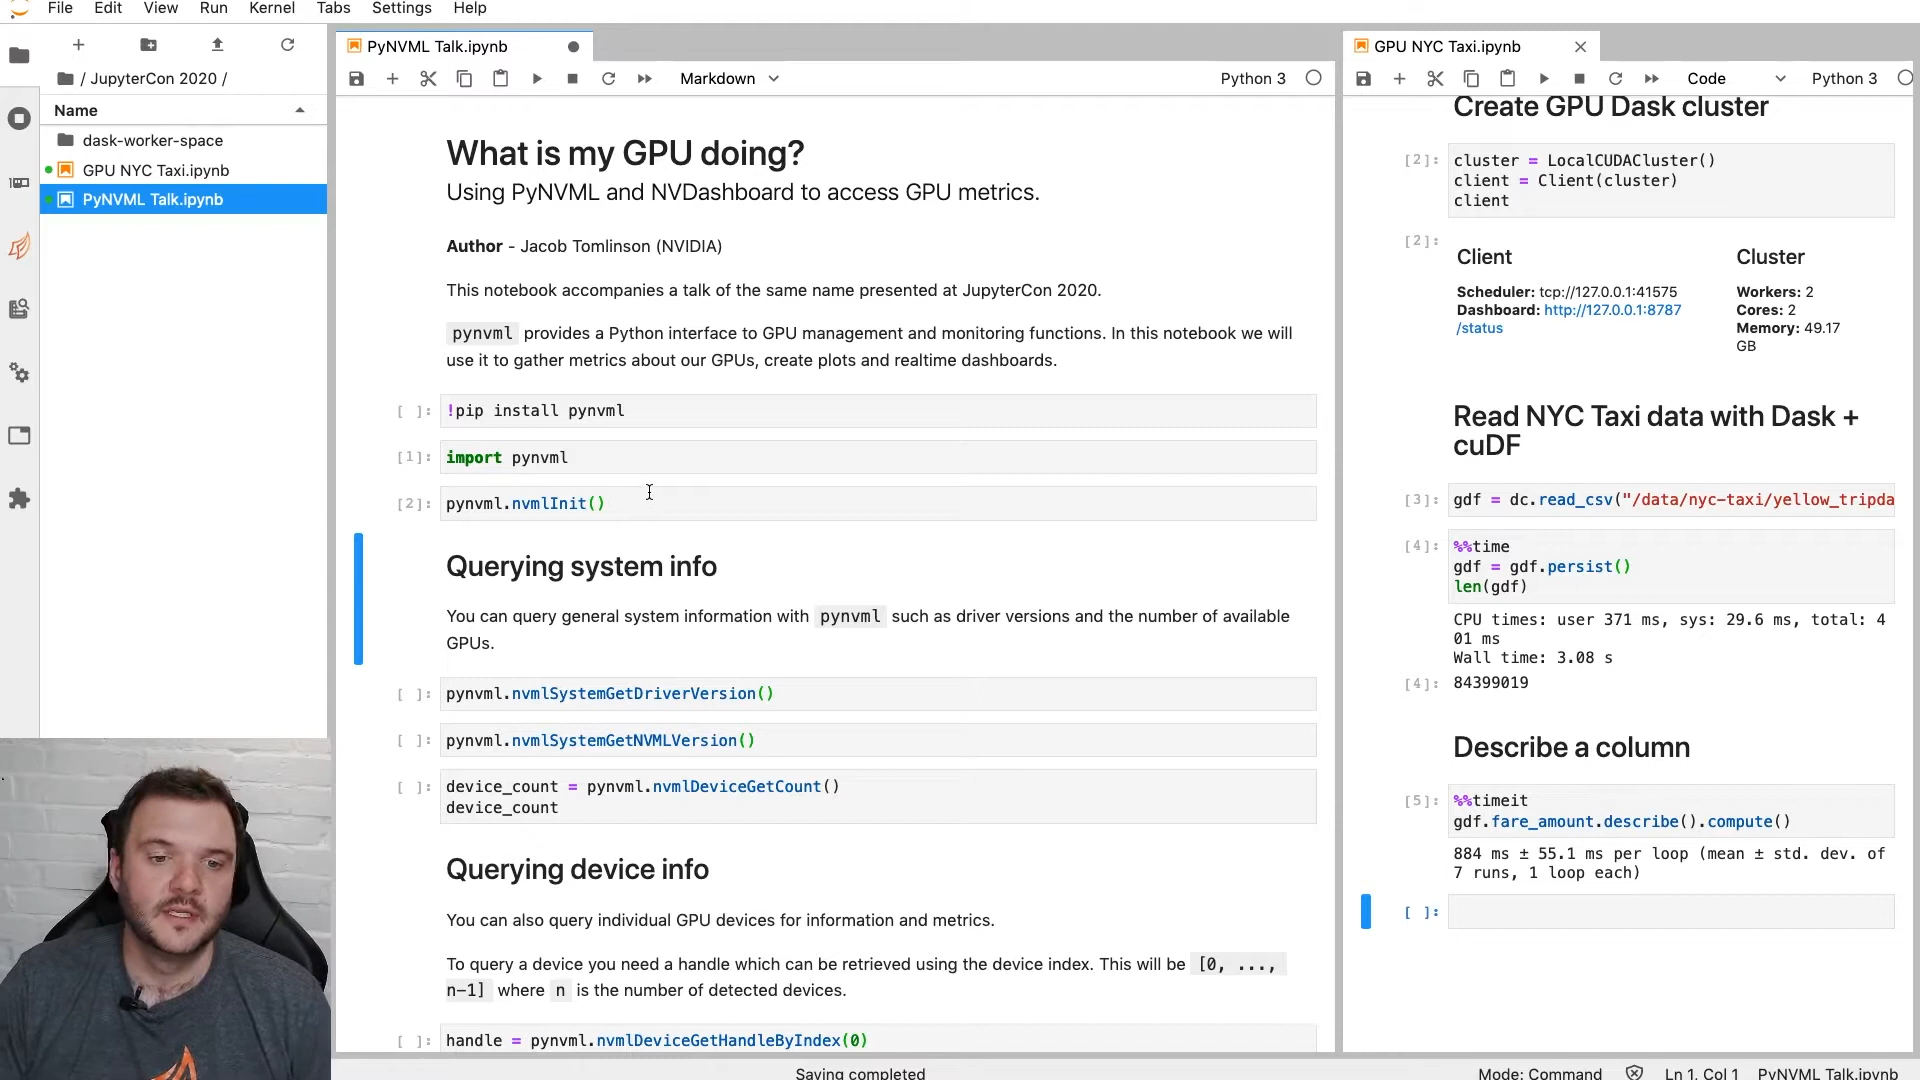 File Edit View Run Kernel Tabs Settings Help
/ JupyterCon 2020 /
Name
dask-worker-space
GPU NYC Taxi.ipynb
PyNVML Talk.ipynb
PyNVML Talk.ipynb
Markdown
Python 3
What is my GPU doing?
Using PyNVML and NVDashboard to access GPU metrics.
Author - Jacob Tomlinson (NVIDIA)
This notebook accompanies a talk of the same name presented at JupyterCon 2020.
pynvml provides a Python interface to GPU management and monitoring functions. In this notebook we will
use it to gather metrics about our GPUs, create plots and realtime dashboards.
[ ]: !pip install pynvml
[1]: import pynvml
[2]: pynvml.nvmlInit()
Querying system info
You can query general system information with pynvml such as driver versions and the number of available
GPUs.
[ ]: pynvml.nvmlSystemGetDriverVersion()
[ ]: pynvml.nvmlSystemGetNVMLVersion()
[ ]: device_count = pynvml.nvmlDeviceGetCount()
device_count
Querying device info
You can also query individual GPU devices for information and metrics.
To query a device you need a handle which can be retrieved using the device index. This will be [0, ...,
n-1] where n is the number of detected devices.
[ ]: handle = pynvml.nvmlDeviceGetHandleByIndex(0)
GPU NYC Taxi.ipynb
Code
Python 3
Create GPU Dask cluster
[2]: cluster = LocalCUDACluster()
client = Client(cluster)
client
[2]:
Client
Scheduler: tcp://127.0.0.1:41575
Dashboard: http://127.0.0.1:8787
/status
Cluster
Workers: 2
Cores: 2
Memory: 49.17
GB
Read NYC Taxi data with Dask +
cuDF
[3]: gdf = dc.read_csv("/data/nyc-taxi/yellow_tripda
[4]: %%time
gdf = gdf.persist()
len(gdf)
CPU times: user 371 ms, sys: 29.6 ms, total: 4
01 ms
Wall time: 3.08 s
[4]: 84399019
Describe a column
[5]: %%timeit
gdf.fare_amount.describe().compute()
884 ms ± 55.1 ms per loop (mean ± std. dev. of
7 runs, 1 loop each)
[ ]:
Saving completed
Mode: Command
Ln 1, Col 1
PyNVML Talk.ipynb